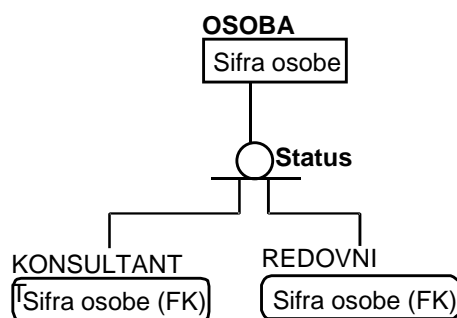 OSOBA
Sifra osobe
Status
KONSULTANT
REDOVNI
Sifra osobe (FK)
Sifra osobe (FK)